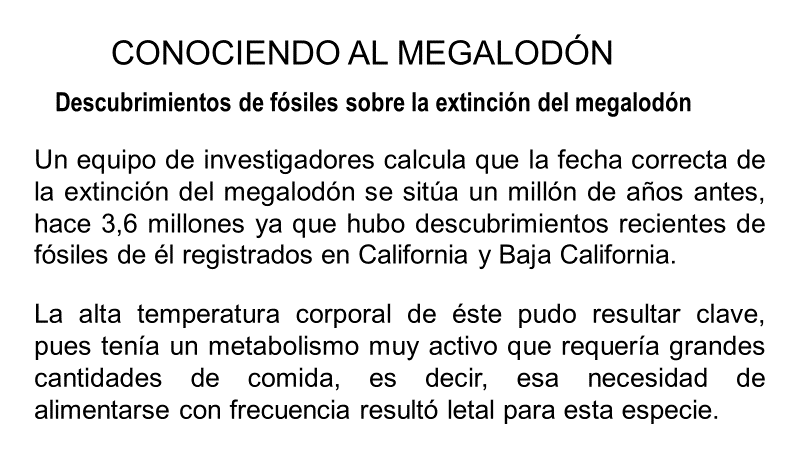 CONOCIENDO AL MEGALODÓN
Descubrimientos de fósiles sobre la extinción del megalodón
Un equipo de investigadores calcula que la fecha correcta de
la extinción del megalodón se sitúa un millón de años antes,
hace 3,6 millones ya que hubo descubrimientos recientes de
fósiles de él registrados en California y Baja California.
La alta temperatura corporal de éste pudo resultar clave,
pues tenía un metabolismo muy activo que requería grandes
cantidades de comida, es decir, esa necesidad de
alimentarse con frecuencia resultó letal para esta especie.